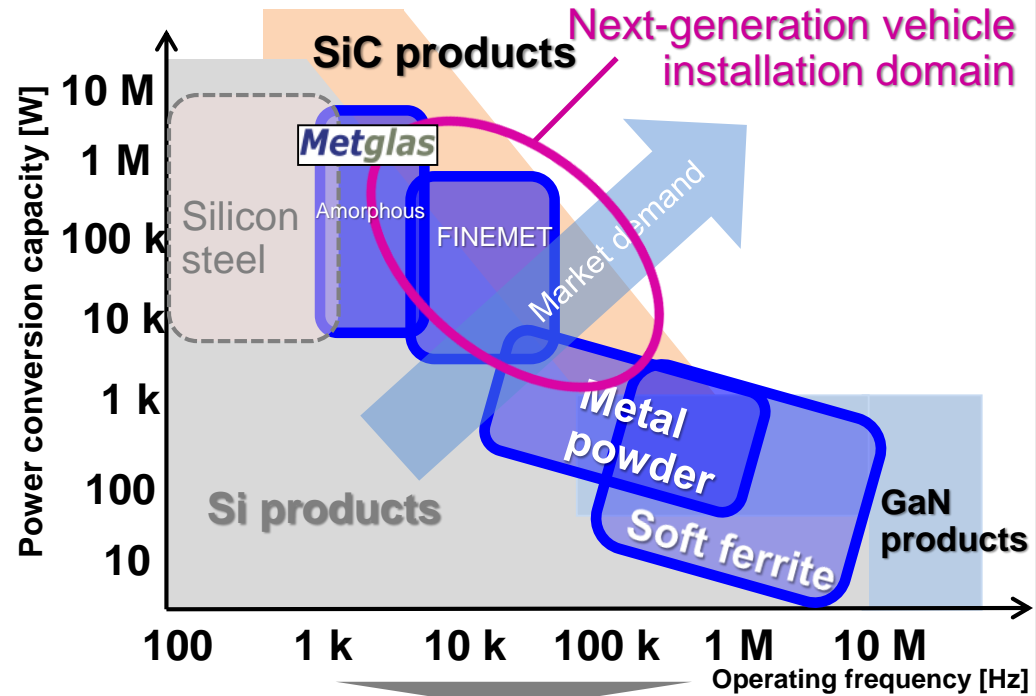 Next-generation vehicle
installation domain
SiC products
Power conversion capacity [W]
10 M
1 M
100 k
10 k
1 k
100
10
Metglas
Silicon
steel
Amorphous
FINEMET
Market demand
Metal
powder
Soft ferrite
Si products
GaN
products
100
1 k
10 k
100 k
1 M
10 M
Operating frequency [Hz]